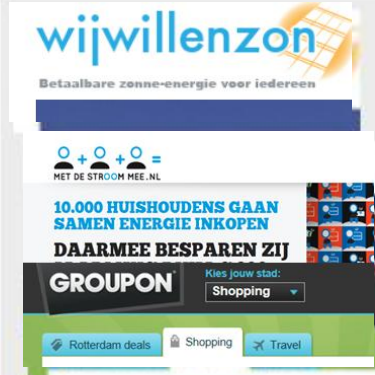 wijwillenzon
Betaalbare zonne-energie voor iedereen
MET DE STROOM MEE.NL
10.000 HUISHOUDENS GAAN
SAMEN ENERGIE INKOPEN
DAARMEE BESPAREN ZIJ
GROUPON
Kies jouw stad:
Shopping
Rotterdam deals
Shopping
Travel